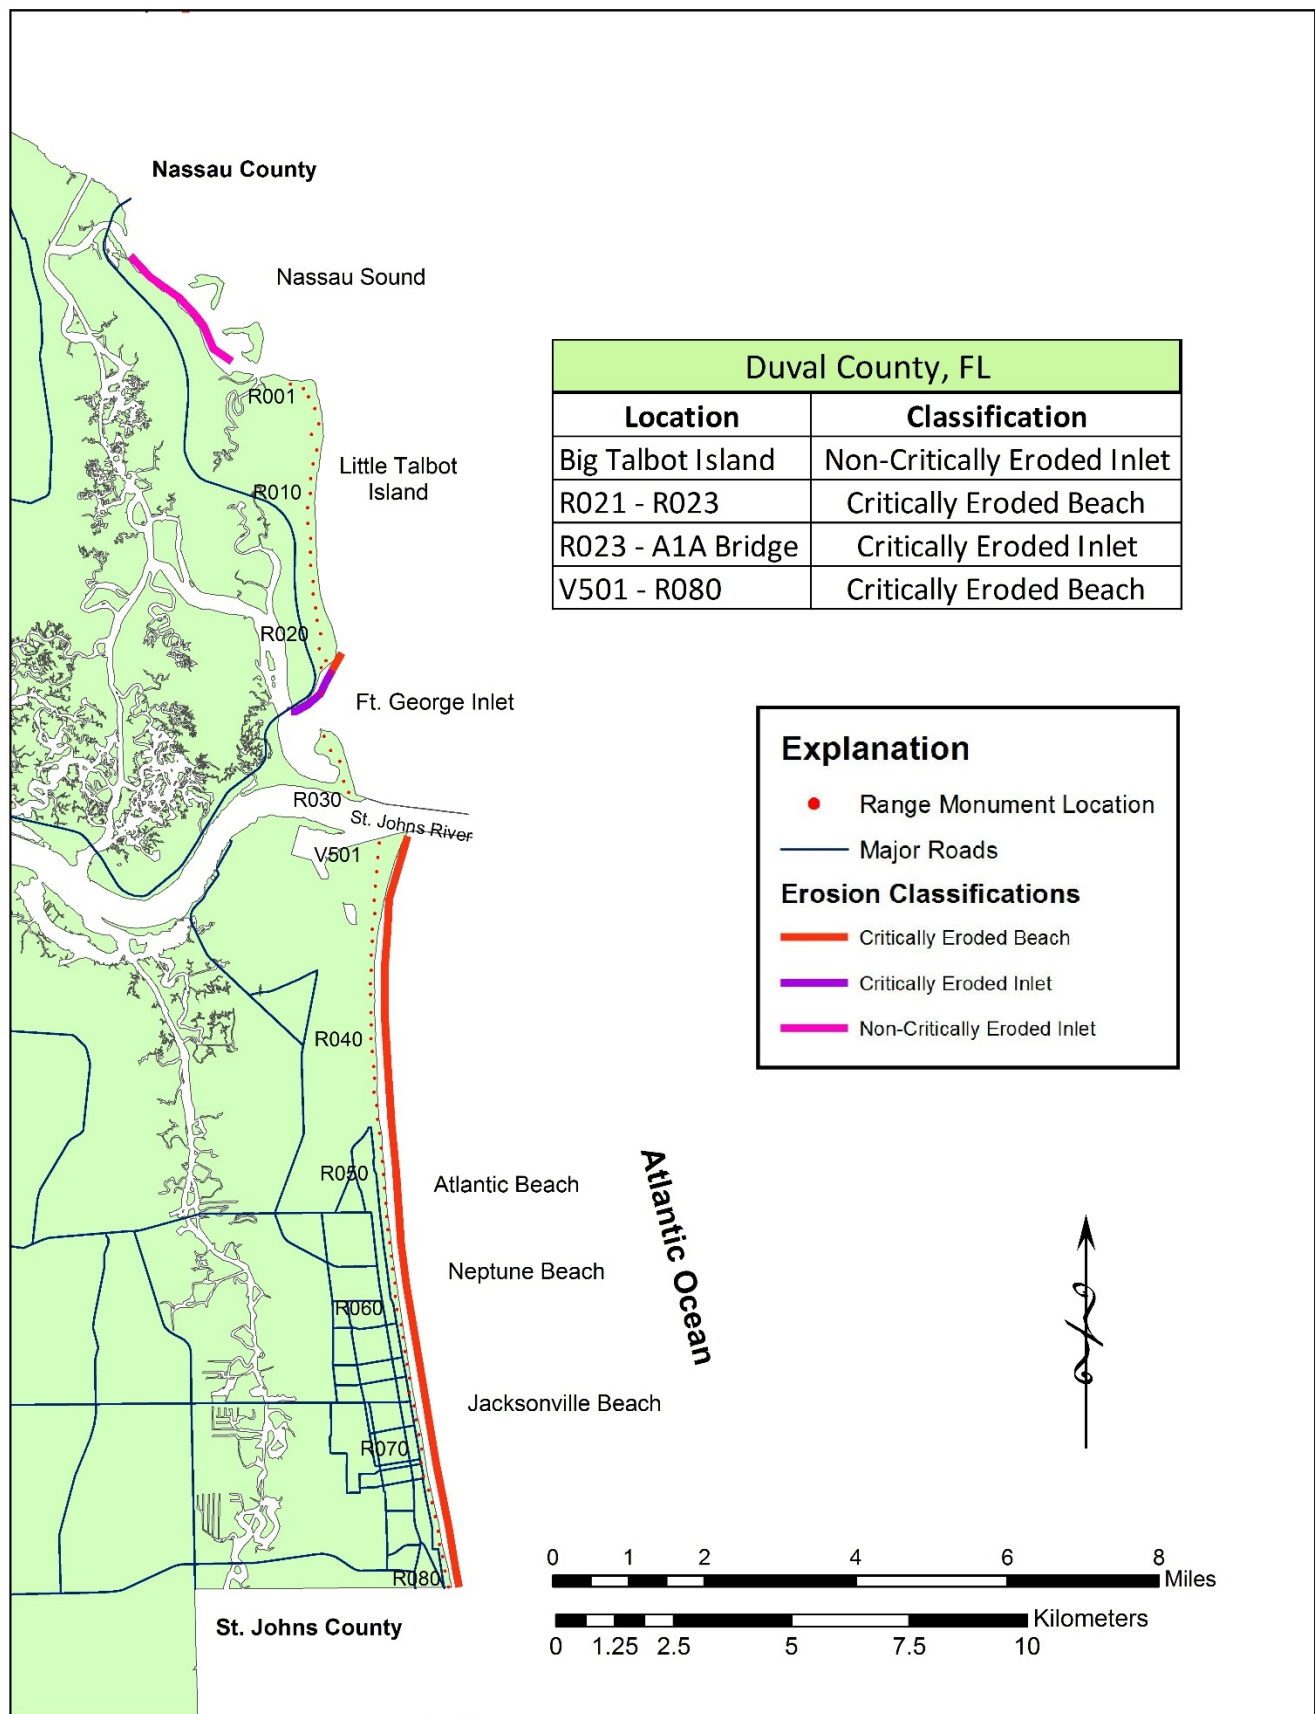 Nassau County
Nassau Sound
R001
Little Talbot
Island
R010
R020
Ft. George Inlet
R030
St. Johns River
V501
R040
R050
Atlantic Beach
Neptune Beach
R060
Jacksonville Beach
R070
R080
St. Johns County
Atlantic Ocean
Duval County, FL
Location Classification
Big Talbot Island Non-Critically Eroded Inlet
R021 - R023 Critically Eroded Beach
R023 - A1A Bridge Critically Eroded Inlet
V501 - R080 Critically Eroded Beach
Explanation
Range Monument Location
Major Roads
Erosion Classifications
Critically Eroded Beach
Critically Eroded Inlet
Non-Critically Eroded Inlet
0 1 2 4 6 8
Miles
Kilometers
0 1.25 2.5 5 7.5 10